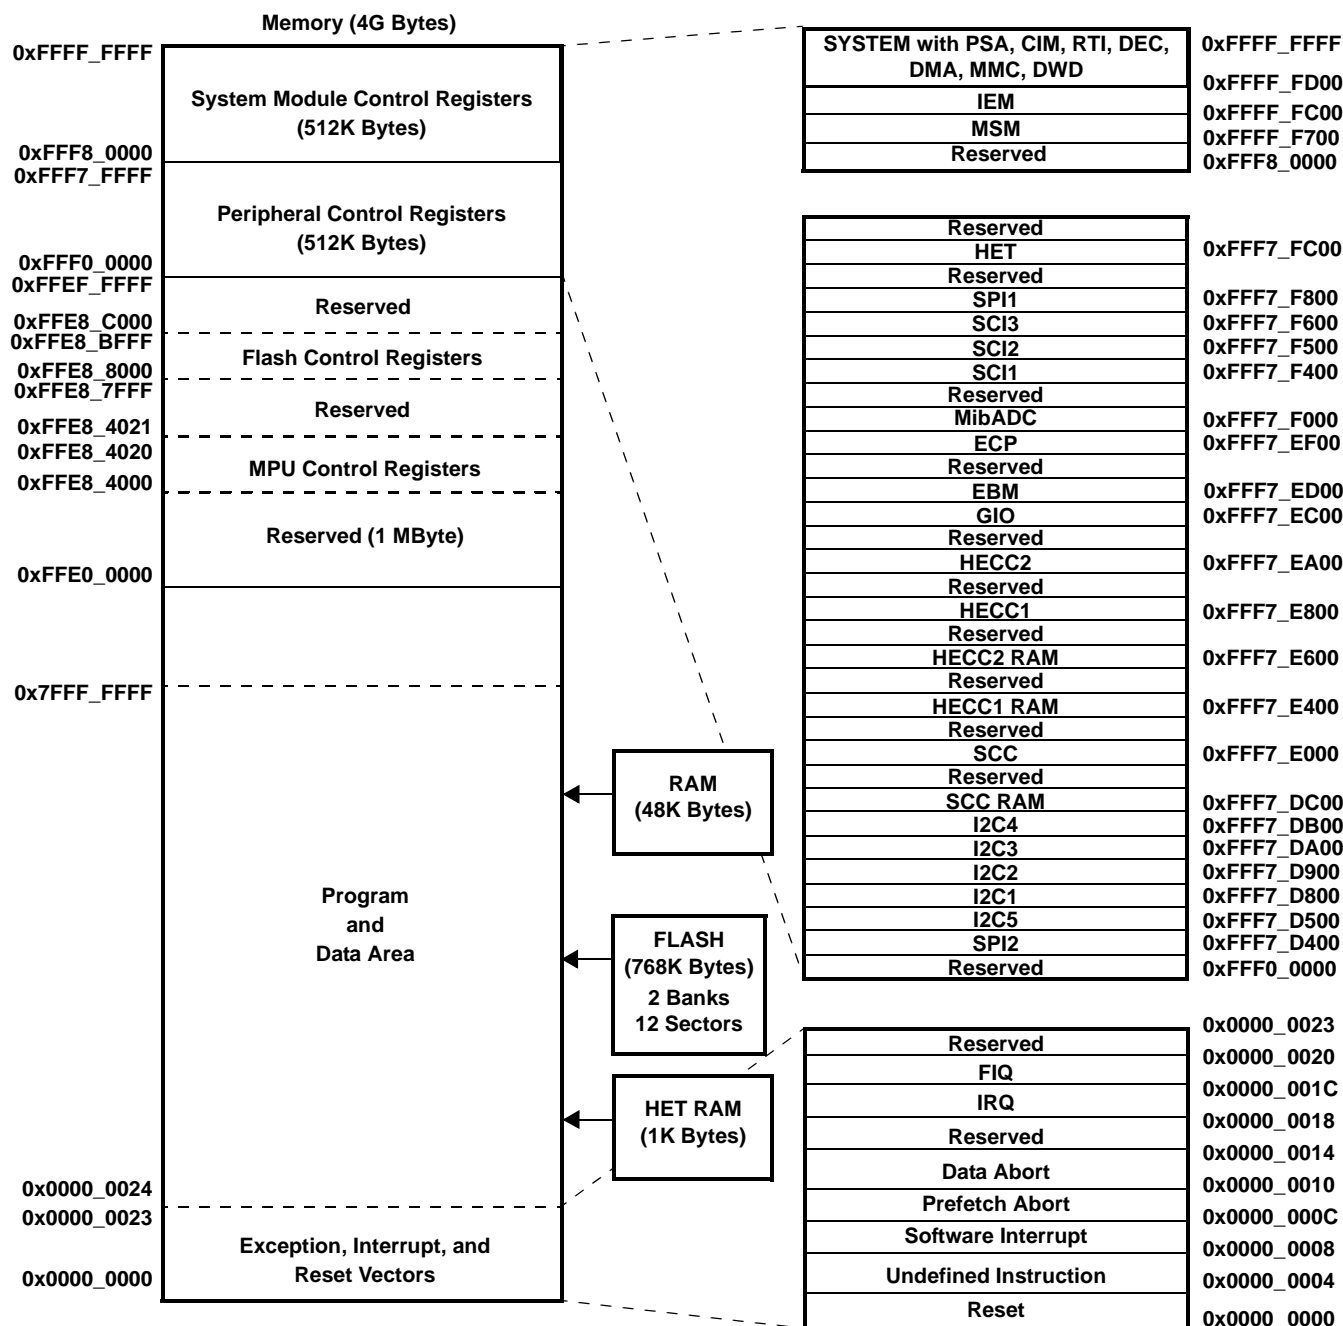 Memory (4G Bytes)
0xFFFF_FFFF
System Module Control Registers
(512K Bytes)
0xFFF8_0000
0xFFF7_FFFF
Peripheral Control Registers
(512K Bytes)
0xFFF0_0000
0xFFEF_FFFF
Reserved
0xFFE8_C000
0xFFE8_BFFF
Flash Control Registers
0xFFE8_8000
0xFFE8_7FFF
Reserved
0xFFE8_4021
0xFFE8_4020
MPU Control Registers
0xFFE8_4000
Reserved (1 MByte)
0xFFE0_0000
0x7FFF_FFFF
Program
and
Data Area
0x0000_0024
0x0000_0023
Exception, Interrupt, and
Reset Vectors
0x0000_0000
RAM
(48K Bytes)
FLASH
(768K Bytes)
2 Banks
12 Sectors
HET RAM
(1K Bytes)
SYSTEM with PSA, CIM, RTI, DEC,
DMA, MMC, DWD
0xFFFF_FFFF
0xFFFF_FD00
IEM
0xFFFF_FC00
MSM
0xFFFF_F700
Reserved
0xFFF8_0000
Reserved
HET 0xFFF7_FC00
Reserved
SPI1 0xFFF7_F800
SCI3 0xFFF7_F600
SCI2 0xFFF7_F500
SCI1 0xFFF7_F400
Reserved
MibADC 0xFFF7_F000
ECP 0xFFF7_EF00
Reserved
EBM 0xFFF7_ED00
GIO 0xFFF7_EC00
Reserved
HECC2 0xFFF7_EA00
Reserved
HECC1 0xFFF7_E800
Reserved
HECC2 RAM 0xFFF7_E600
Reserved
HECC1 RAM 0xFFF7_E400
Reserved
SCC 0xFFF7_E000
Reserved
SCC RAM 0xFFF7_DC00
I2C4 0xFFF7_DB00
I2C3 0xFFF7_DA00
I2C2 0xFFF7_D900
I2C1 0xFFF7_D800
I2C5 0xFFF7_D500
SPI2 0xFFF7_D400
Reserved 0xFFF0_0000
0x0000_0023
Reserved
0x0000_0020
FIQ
0x0000_001C
IRQ
0x0000_0018
Reserved
0x0000_0014
Data Abort
0x0000_0010
Prefetch Abort
0x0000_000C
Software Interrupt
0x0000_0008
Undefined Instruction
0x0000_0004
Reset
0x0000_0000